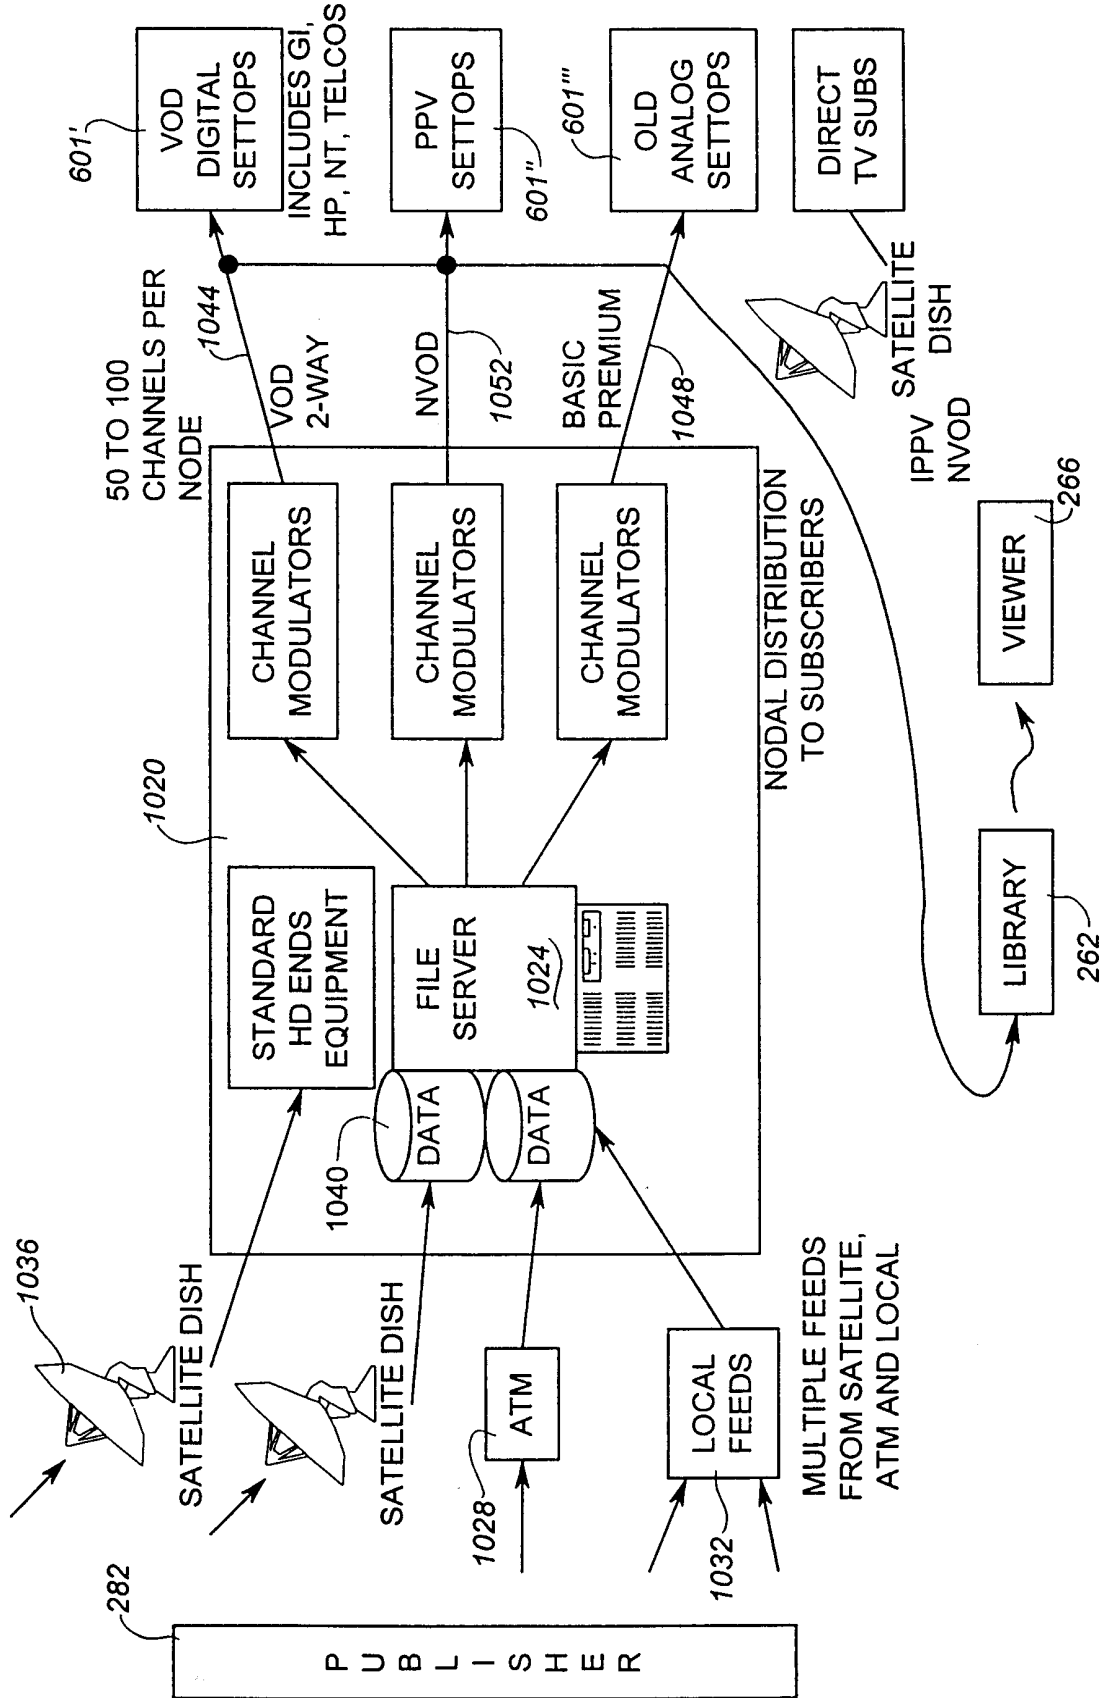 282
PUBLISHER
1036
SATELLITE DISH
SATELLITE DISH
1028
ATM
1032
LOCAL
FEEDS
MULTIPLE FEEDS
FROM SATELLITE,
ATM AND LOCAL
1020
STANDARD
HD ENDS
EQUIPMENT
1040
DATA
DATA
FILE
SERVER
1024
CHANNEL
MODULATORS
CHANNEL
MODULATORS
CHANNEL
MODULATORS
NODAL DISTRIBUTION
TO SUBSCRIBERS
50 TO 100
CHANNELS PER
NODE
1044
VOD
2-WAY
NVOD
1052
BASIC
PREMIUM
1048
601'
VOD
DIGITAL
SETTOPS
INCLUDES GI,
HP, NT, TELCOS
PPV
SETTOPS
601"
601'"
OLD
ANALOG
SETTOPS
DIRECT
TV SUBS
SATELLITE
DISH
IPPV
NVOD
LIBRARY
262
VIEWER
266